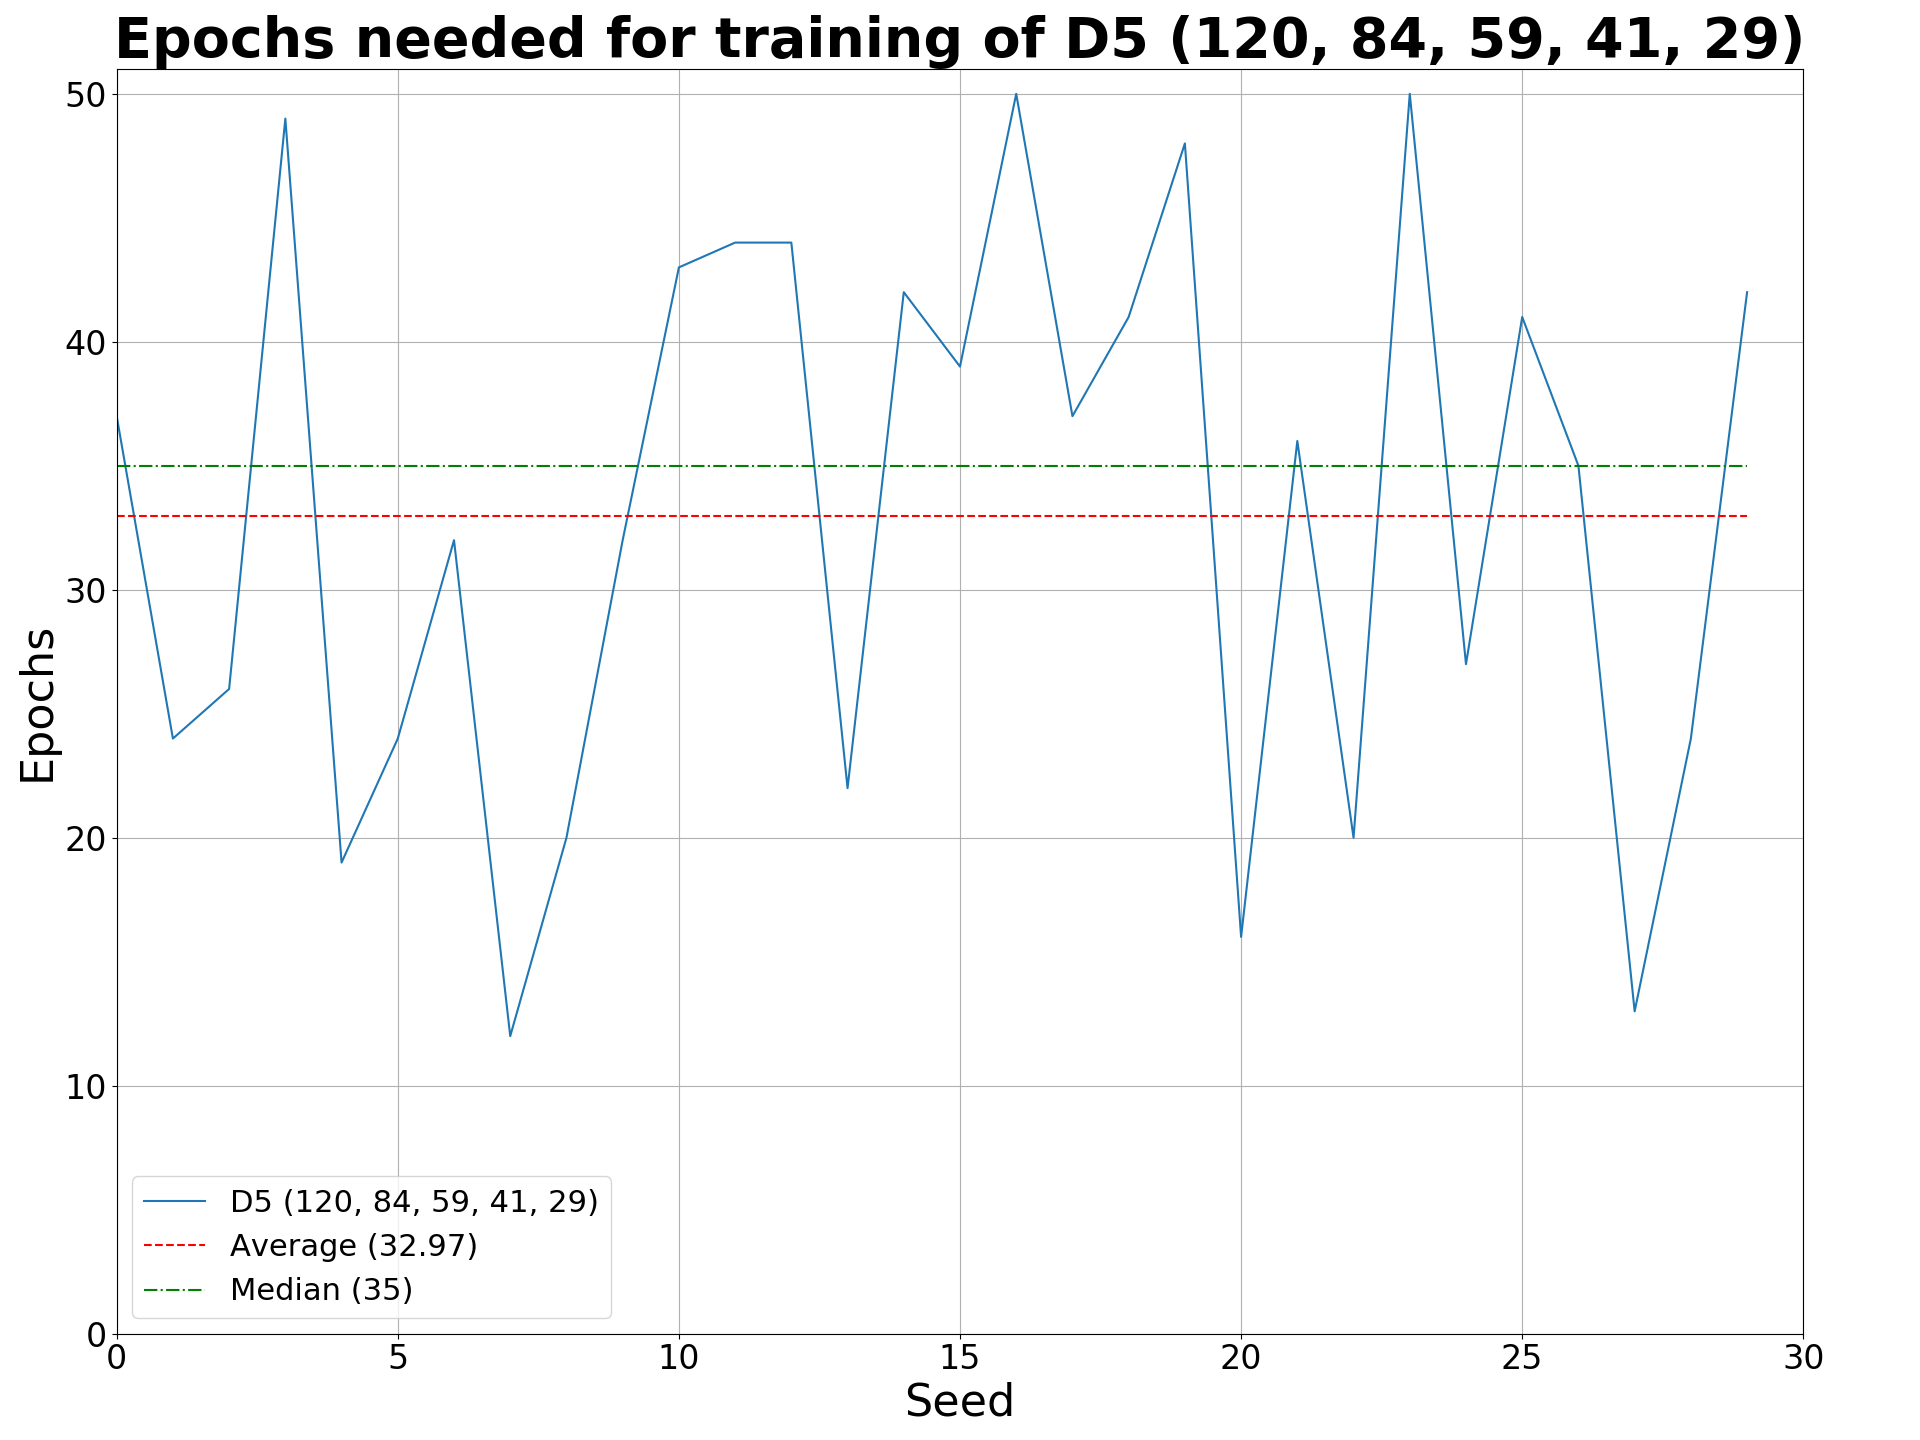 Epochs needed for training of D5 (120, 84, 59, 41, 29)
50
40
30
20
10
0
Epochs
D5 (120, 84, 59, 41, 29)
Average (32.97)
Median (35)
0 5 10 15 20 25 30
Seed